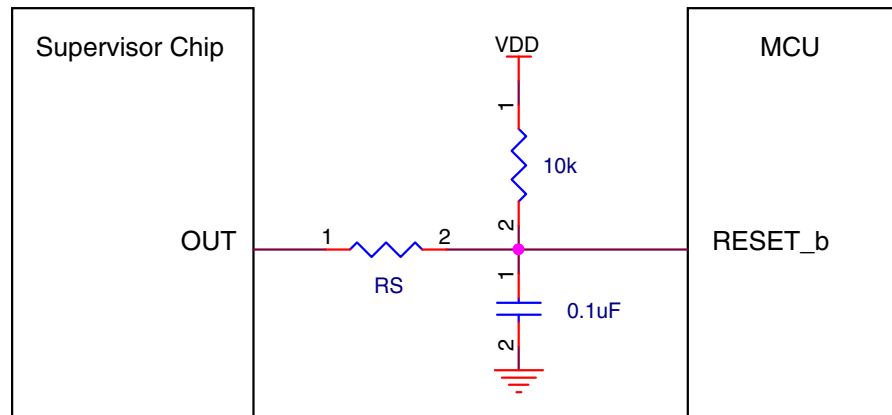 Supervisor Chip
VDD
MCU
1
10k
2
OUT
1
2
RESET_b
RS
1
0.1uF
2